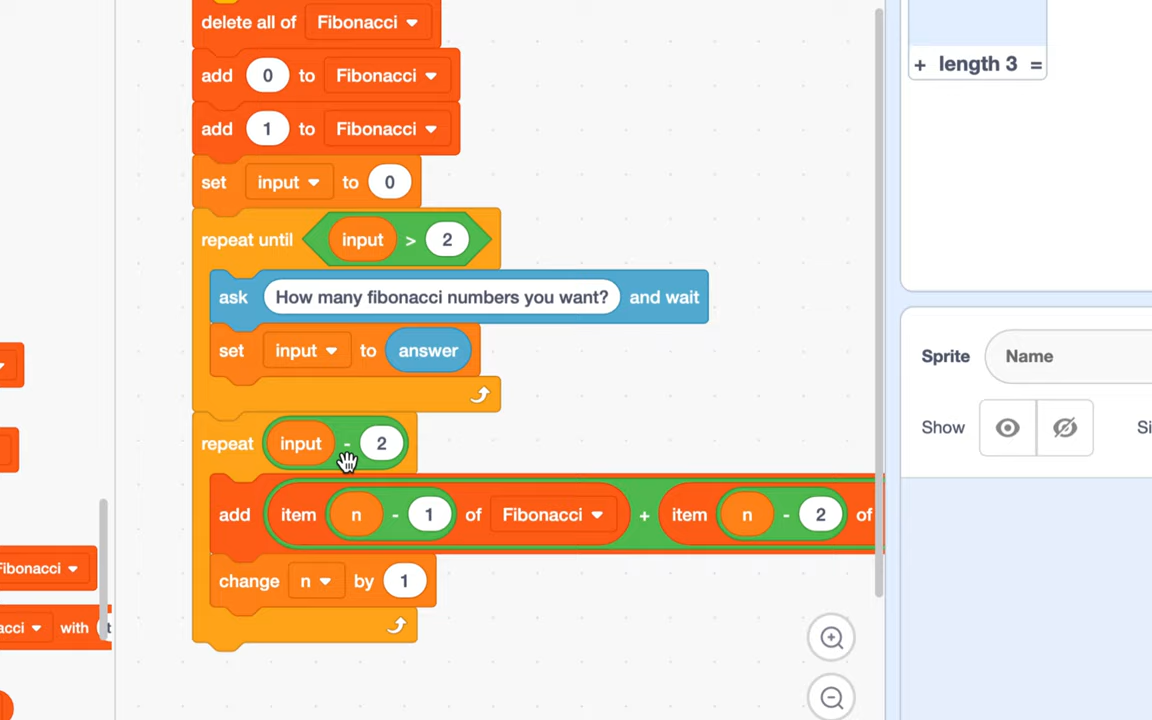 delete all of Fibonacci
add 0 to Fibonacci
+ length 3 =
add 1 to Fibonacci
set input to 0
repeat until input > 2
ask How many fibonacci numbers you want? and wait
set input to answer
Sprite Name
Show
repeat input - 2
add item n - 1 of Fibonacci + item n - 2 of
change n by 1
Fibonacci
with